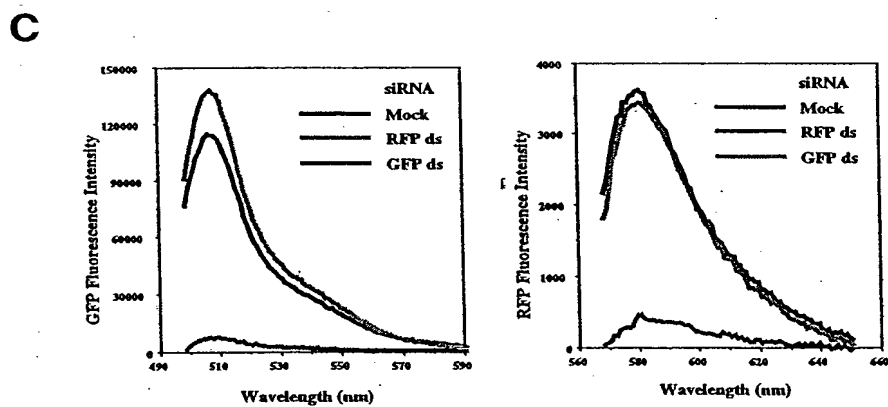 C
150000
120000
90000
60000
30000
0
GFP Fluorescence Intensity
siRNA
Mock
RFP ds
GFP ds
490 510 530 550 570 590
Wavelength (nm)
4000
3000
2000
1000
0
RFP Fluorescence Intensity
siRNA
Mock
RFP ds
GFP ds
560 580 600 620 640 660
Wavelength (nm)